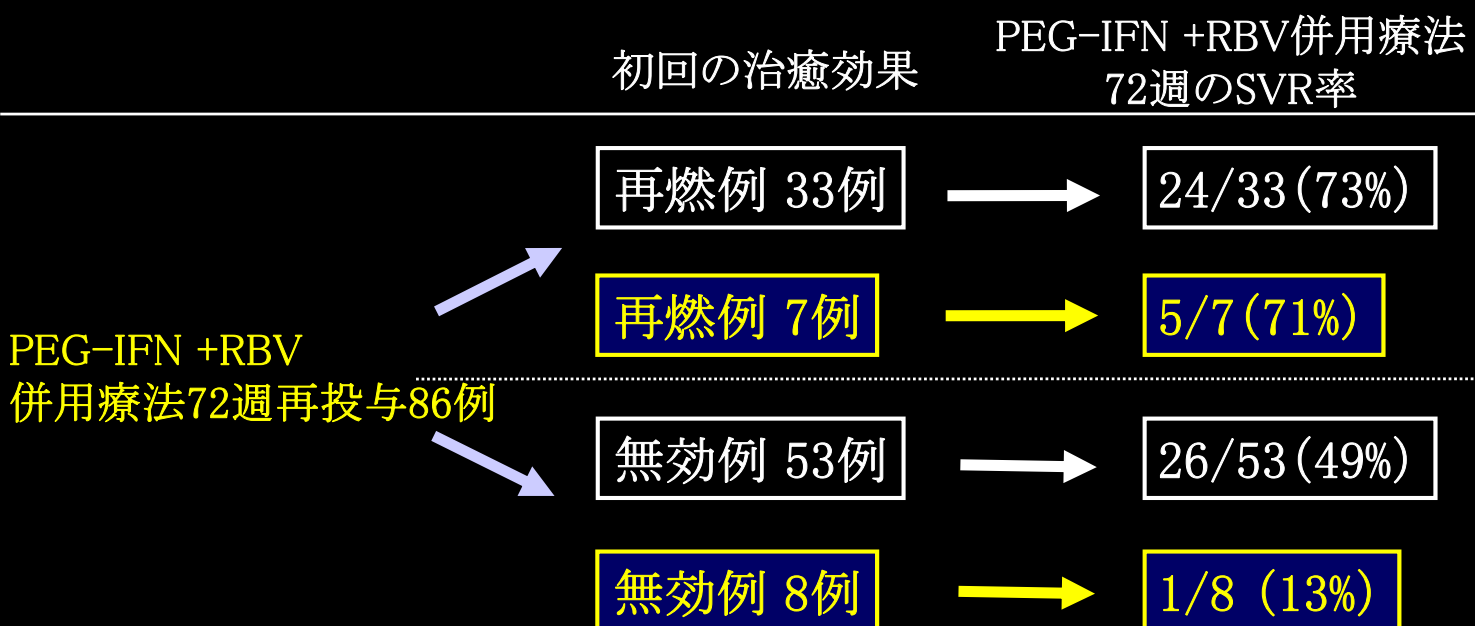 初回の治癒効果
PEG-IFN +RBV併用療法
72週のSVR率
再燃例 33例
24/33(73%)
再燃例 7例
5/7(71%)
PEG-IFN +RBV
併用療法72週再投与86例
無効例 53例
26/53(49%)
無効例 8例
1/8 (13%)